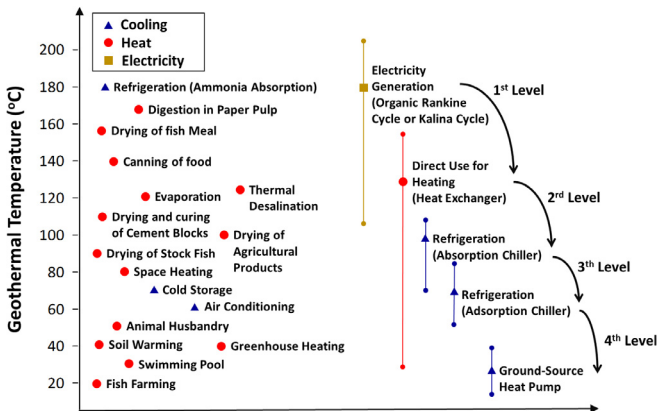 Cooling
Heat
Electricity
Geothermal Temperature (°C)
200
180
160
140
120
100
80
60
40
20
Refrigeration (Ammonia Absorption)
Digestion in Paper Pulp
Drying of fish Meal
Canning of food
Evaporation
Thermal
Desalination
Drying and curing
of Cement Blocks
Drying of
Agricultural
Products
Drying of Stock Fish
Space Heating
Cold Storage
Air Conditioning
Animal Husbandry
Soil Warming
Greenhouse Heating
Swimming Pool
Fish Farming
Electricity
Generation
(Organic Rankine
Cycle or Kalina Cycle)
Direct Use for
Heating
(Heat Exchanger)
Refrigeration
(Absorption Chiller)
Refrigeration
(Adsorption Chiller)
Ground-Source
Heat Pump
1st Level
2rd Level
3th Level
4th Level